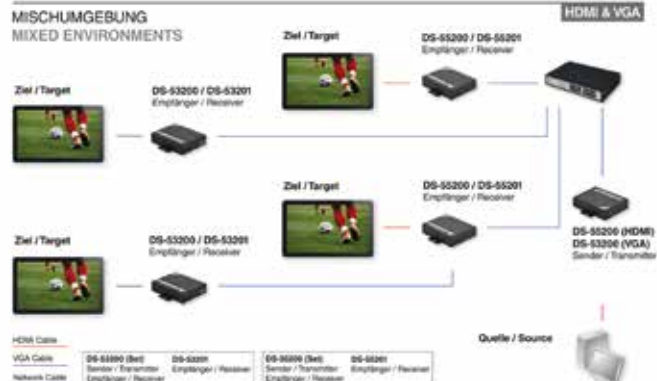 MISCHUMGEBUNG
MIXED ENVIRONMENTS
HDMI & VGA
Ziel / Target
DS-55200 / DS-55201
Empfänger / Receiver
Ziel / Target
DS-53200 / DS-53201
Empfänger / Receiver
Ziel / Target
DS-55200 / DS-55201
Empfänger / Receiver
DS-55200 (HDMI)
DS-53200 (VGA)
Sender / Transmitter
Ziel / Target
DS-53200 / DS-53201
Empfänger / Receiver
Quelle / Source
HDMI Cable
VGA Cable
Network Cable
DS-53200 (Set)
Sender / Transmitter
Empfänger / Receiver
DS-53201
Empfänger / Receiver
DS-55200 (Set)
Sender / Transmitter
Empfänger / Receiver
DS-55201
Empfänger / Receiver